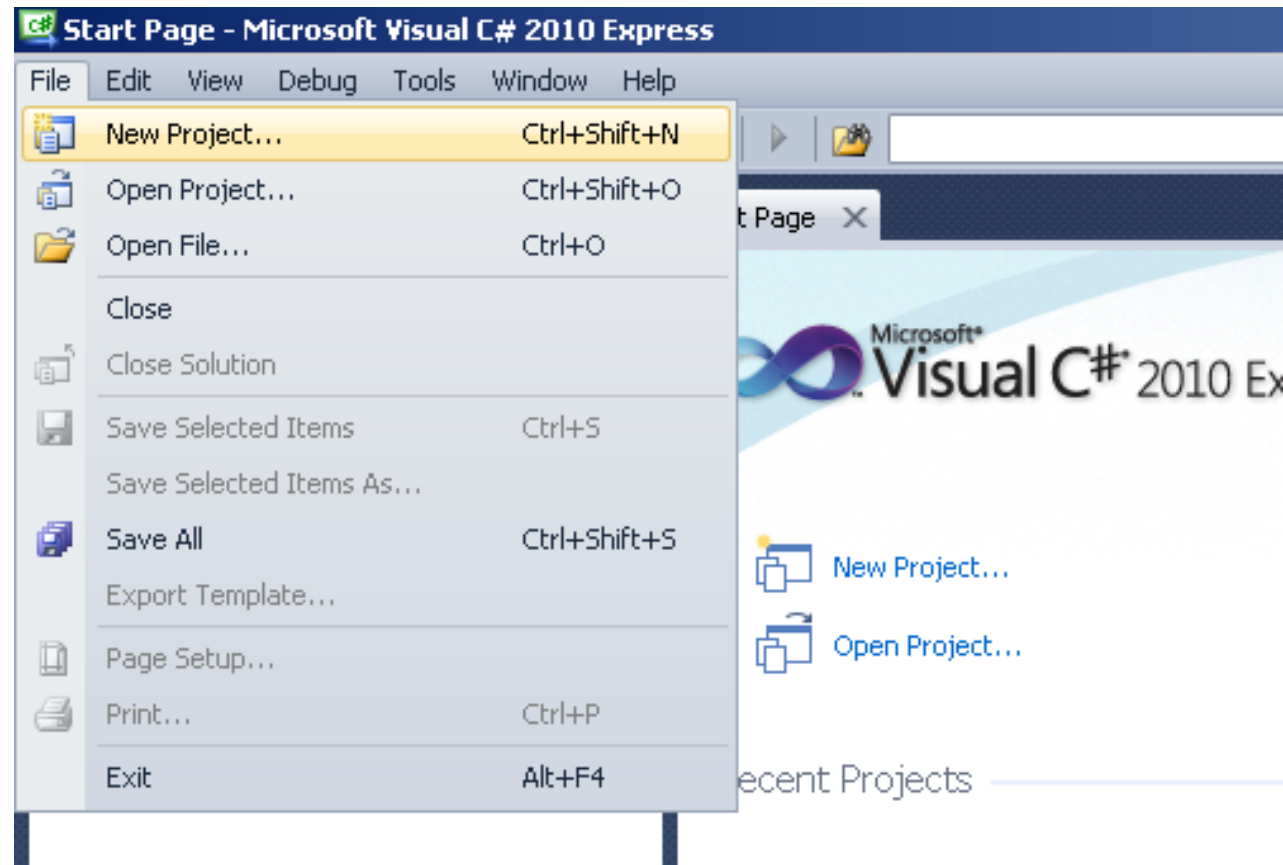 Start Page - Microsoft Visual C# 2010 Express
File Edit View Debug Tools Window Help
New Project... Ctrl+Shift+N
Open Project... Ctrl+Shift+O
Open File... Ctrl+O
Close
Close Solution
Save Selected Items Ctrl+S
Save Selected Items As...
Save All Ctrl+Shift+S
Export Template...
Page Setup...
Print... Ctrl+P
Exit Alt+F4
t Page
Microsoft®
Visual C#® 2010 Ex
New Project...
Open Project...
ecent Projects